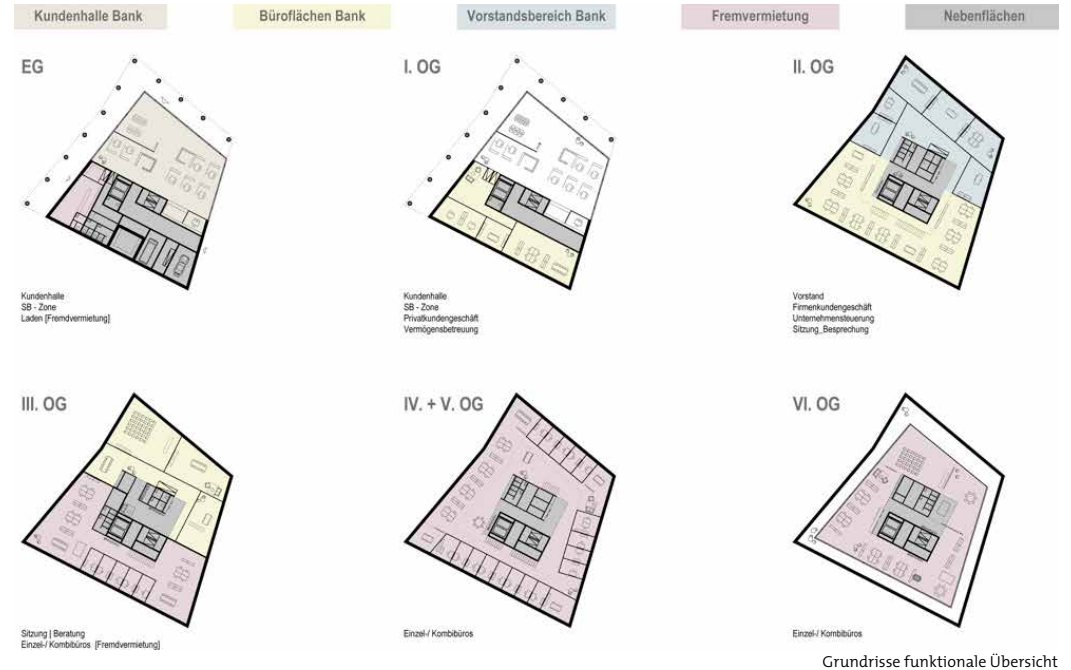 Kundenhalle Bank
Büroflächen Bank
Vorstandsbereich Bank
Fremvermietung
Nebenflächen
EG
I. OG
II. OG
Kundenhalle
SB - Zone
Laden [Fremdvermietung]
Kundenhalle
SB - Zone
Privatkundengeschäft
Vermögensbetreuung
Vorstand
Firmenkundengeschäft
Unternehmensteuerung
Sitzung_Besprechung
III. OG
IV. + V. OG
VI. OG
Sitzung | Beratung
Einzel-/ Kombibüros [Fremdvermietung]
Einzel-/ Kombibüros
Einzel-/ Kombibüros
Grundrisse funktionale Übersicht